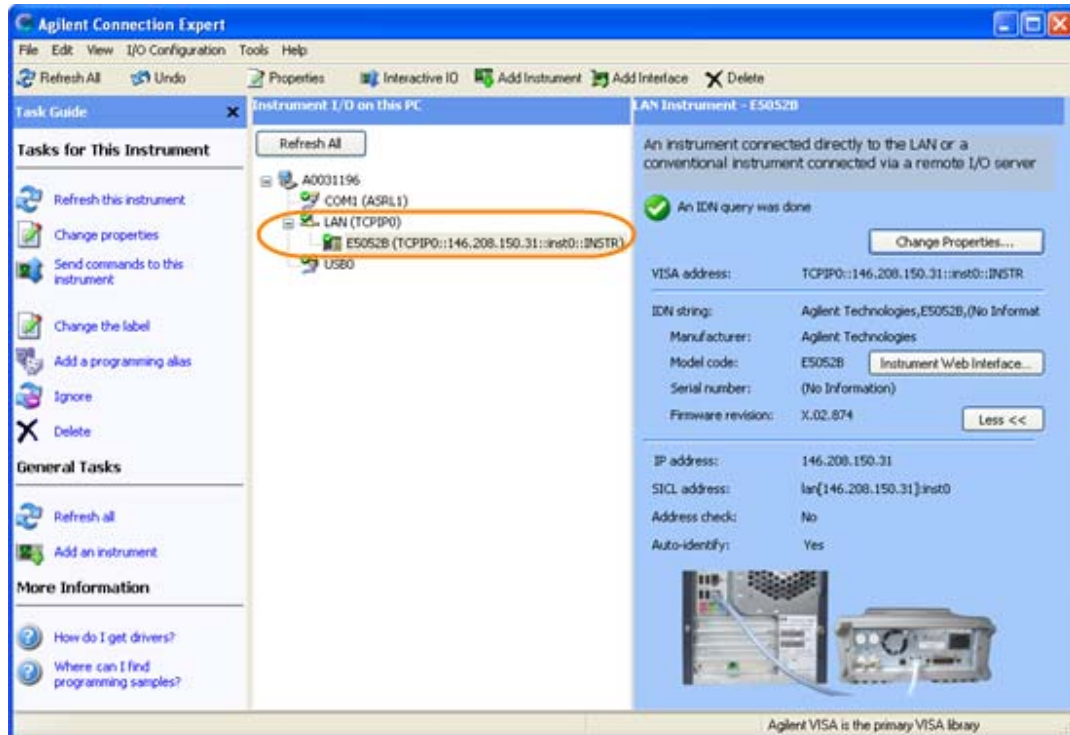 Agilent Connection Expert
File Edit View I/O Configuration Tools Help
Refresh All Undo Properties Interactive IO Add Instrument Add Interface Delete
Task Guide
Tasks for This Instrument
Refresh this instrument
Change properties
Send commands to this
instrument
Change the label
Add a programming alias
Ignore
Delete
General Tasks
Refresh all
Add an instrument
More Information
How do I get drivers?
Where can I find
programming samples?
Instrument I/O on this PC
Refresh All
A0031196
COM1 (ASRL1)
LAN (TCPIP0)
E5052B (TCPIP0::146.208.150.31::inst0::INSTR)
USB0
LAN Instrument - E5052B
An instrument connected directly to the LAN or a
conventional instrument connected via a remote I/O server
An IDN query was done
Change Properties...
VISA address: TCPIP0::146.208.150.31::inst0::INSTR
IDN string: Agilent Technologies,E5052B,(No Informat
Manufacturer: Agilent Technologies
Model code: E5052B Instrument Web Interface...
Serial number: (No Information)
Firmware revision: X.02.874
Less <<
IP address: 146.208.150.31
SICL address: lan[146.208.150.31]:inst0
Address check: No
Auto-identify: Yes
Agilent VISA is the primary VISA library